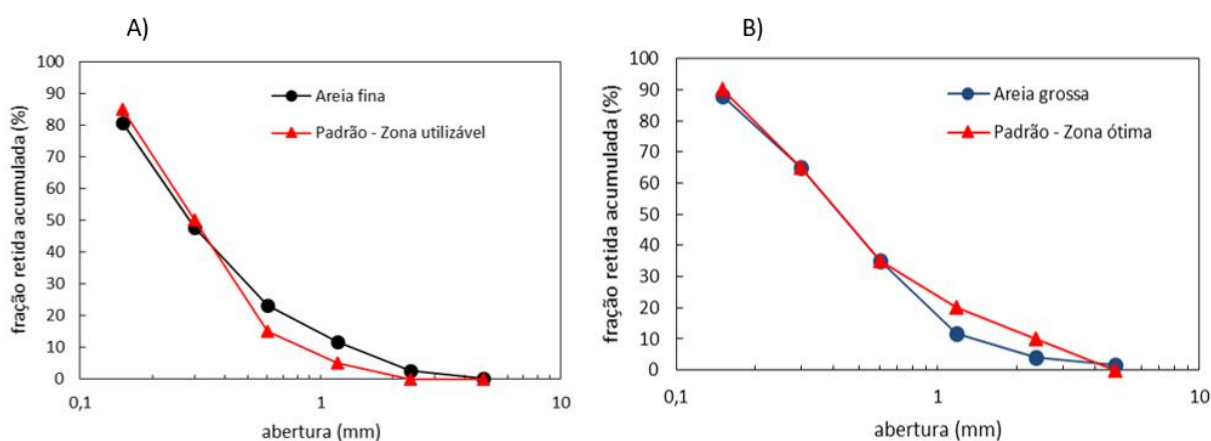 A)
100
90
80
70
60
50
40
30
20
10
0
0,1
1
10
fração retida acumulada (%)
abertura (mm)
Areia fina
Padrão - Zona utilizável
B)
100
90
80
70
60
50
40
30
20
10
0
0,1
1
10
fração retida acumulada (%)
abertura (mm)
Areia grossa
Padrão - Zona ótima